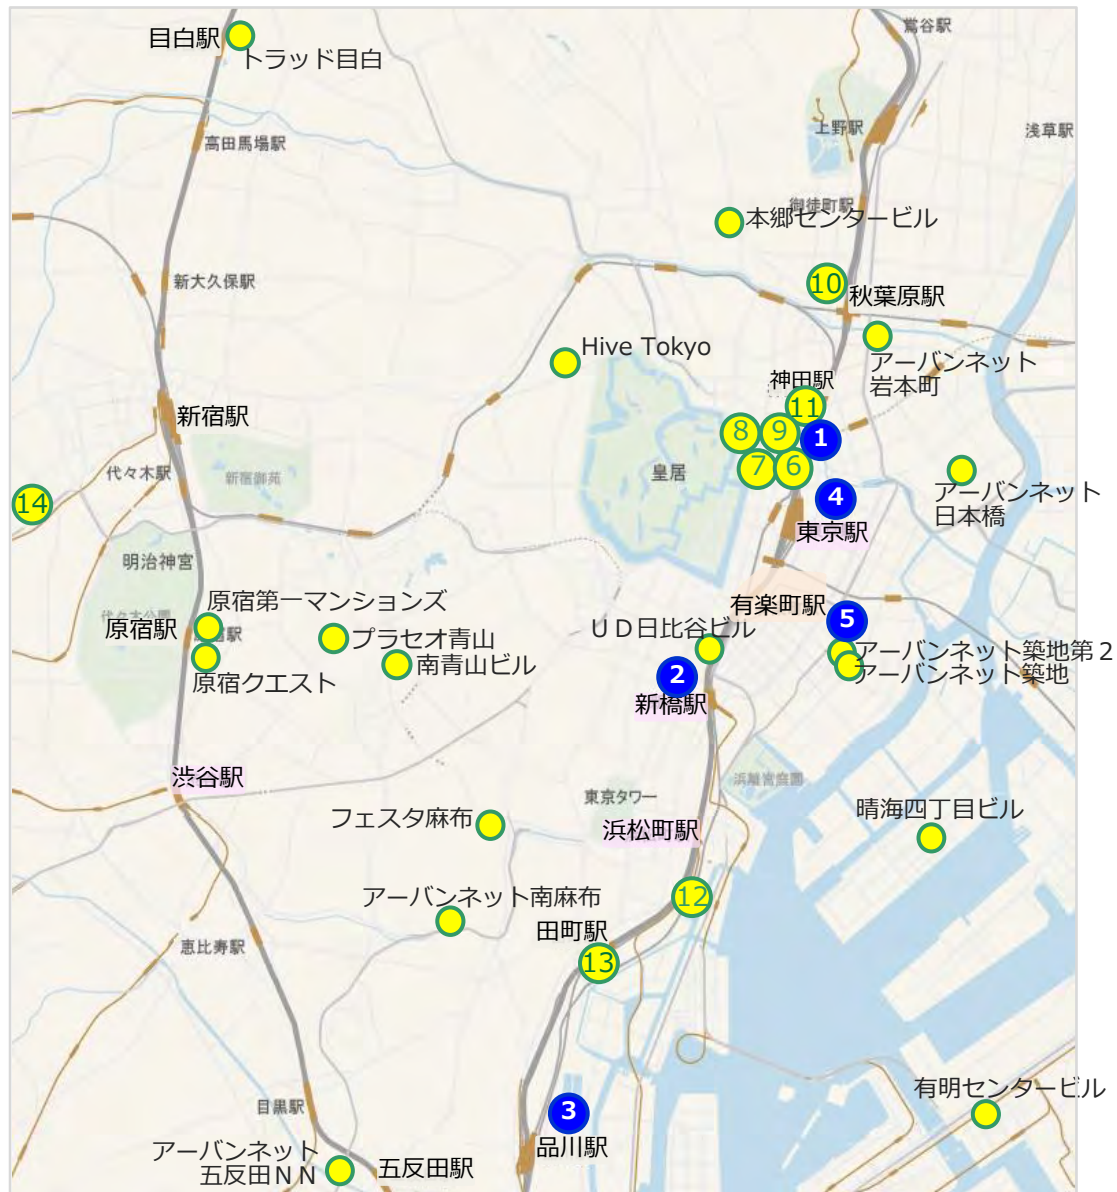 鶯谷駅
目白駅
トラッド目白
上野駅
浅草駅
高田馬場駅
御徒町駅
本郷センタービル
新大久保駅
10
秋葉原駅
Hive Tokyo
アーバンネット
岩本町
神田駅
11
新宿駅
8
9
1
代々木駅
新宿御苑
皇居
7
6
アーバンネット
日本橋
14
4
東京駅
明治神宮
原宿第一マンションズ
有楽町駅
代々木公園
原宿駅
プラセオ青山
UD日比谷ビル
5
南青山ビル
アーバンネット築地第2
アーバンネット築地
原宿クエスト
2
新橋駅
渋谷駅
浜離宮庭園
東京タワー
フェスタ麻布
浜松町駅
晴海四丁目ビル
アーバンネット南麻布
12
田町駅
恵比寿駅
13
有明センタービル
目黒駅
3
品川駅
アーバンネット
五反田NN
五反田駅